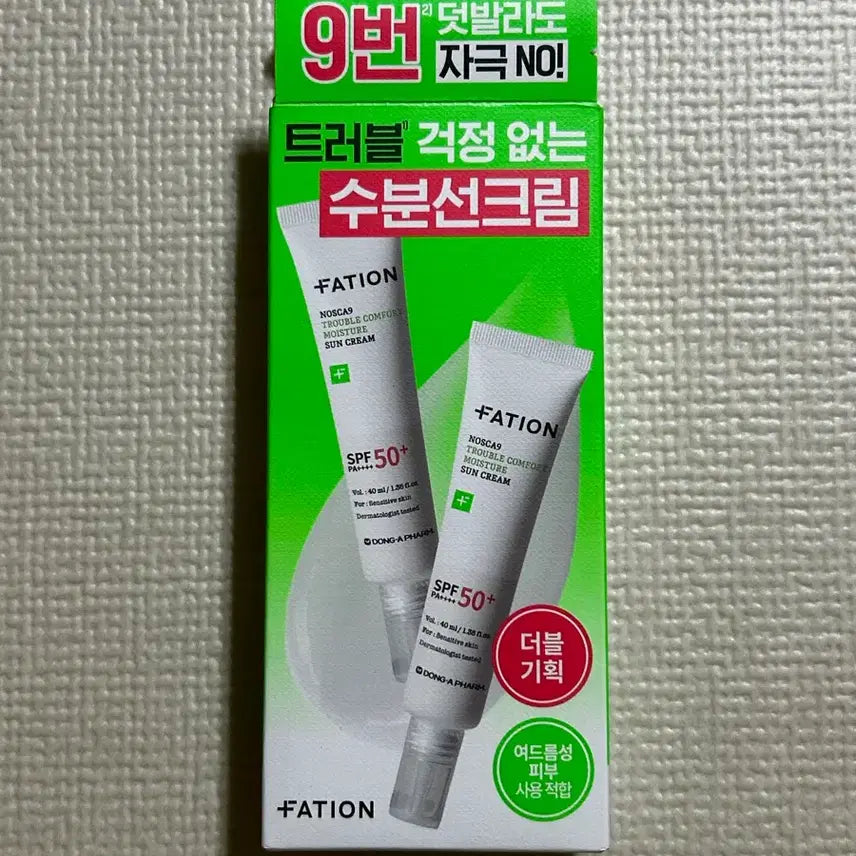 9번 2) 덧발라도
자극 NO!
트러블 1) 걱정 없는
수분선크림
FATION
NOSCA9
TROUBLE COMFORT
MOISTURE
SUN CREAM
SPF 50+
PA++++
Vol. : 40 ml / 1.35 fl.oz
For : Sensitive skin
Dermatologist tested
DONG-A PHARM.
FATION
NOSCA9
TROUBLE COMFORT
MOISTURE
SUN CREAM
SPF 50+
PA++++
Vol. : 40 ml / 1.35 fl.oz
For : Sensitive skin
Dermatologist tested
DONG-A PHARM.
더블
기획
여드름성
피부
사용 적합
FATION